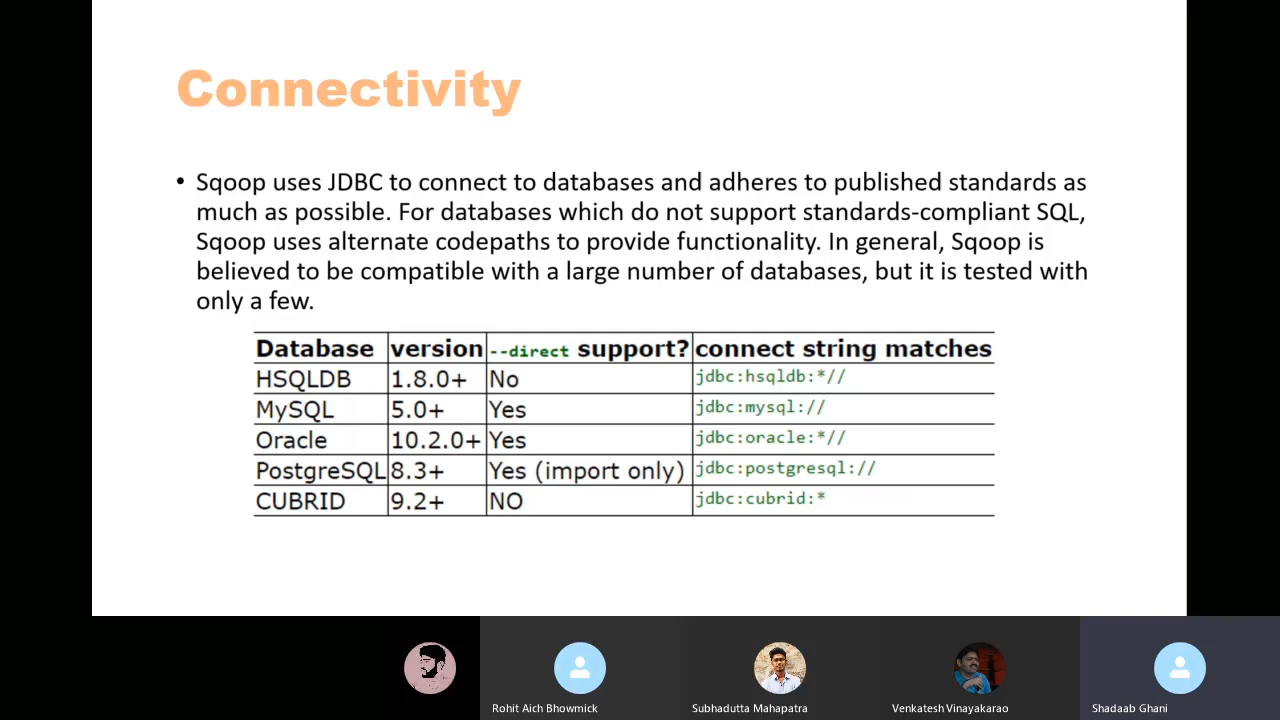 Connectivity
• Sqoop uses JDBC to connect to databases and adheres to published standards as
much as possible. For databases which do not support standards-compliant SQL,
Sqoop uses alternate codepaths to provide functionality. In general, Sqoop is
believed to be compatible with a large number of databases, but it is tested with
only a few.
Database version --direct support? connect string matches
HSQLDB 1.8.0+ No jdbc:hsqldb:*//
MySQL 5.0+ Yes jdbc:mysql://
Oracle 10.2.0+ Yes jdbc:oracle:*//
PostgreSQL 8.3+ Yes (import only) jdbc:postgresql://
CUBRID 9.2+ NO jdbc:cubrid:*
Rohit Aich Bhowmick Subhadutta Mahapatra Venkatesh Vinayakarao Shadaab Ghani